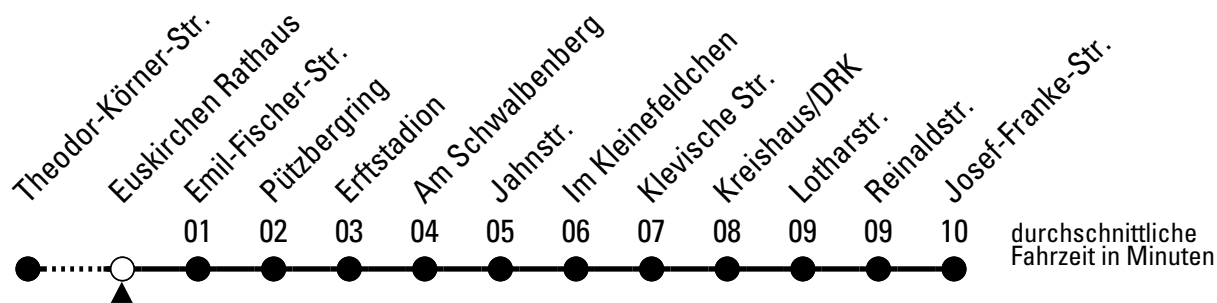 Theodor-Körner-Str.
Euskirchen Rathaus
Emil-Fischer-Str.
Pützbergring
Erftstadion
Am Schwalbenberg
Jahnstr.
Im Kleinefeldchen
Klevische Str.
Kreishaus/DRK
Lotharstr.
Reinaldstr.
Josef-Franke-Str.
01 02 03 04 05 06 07 08 09 09 10
durchschnittliche
Fahrzeit in Minuten